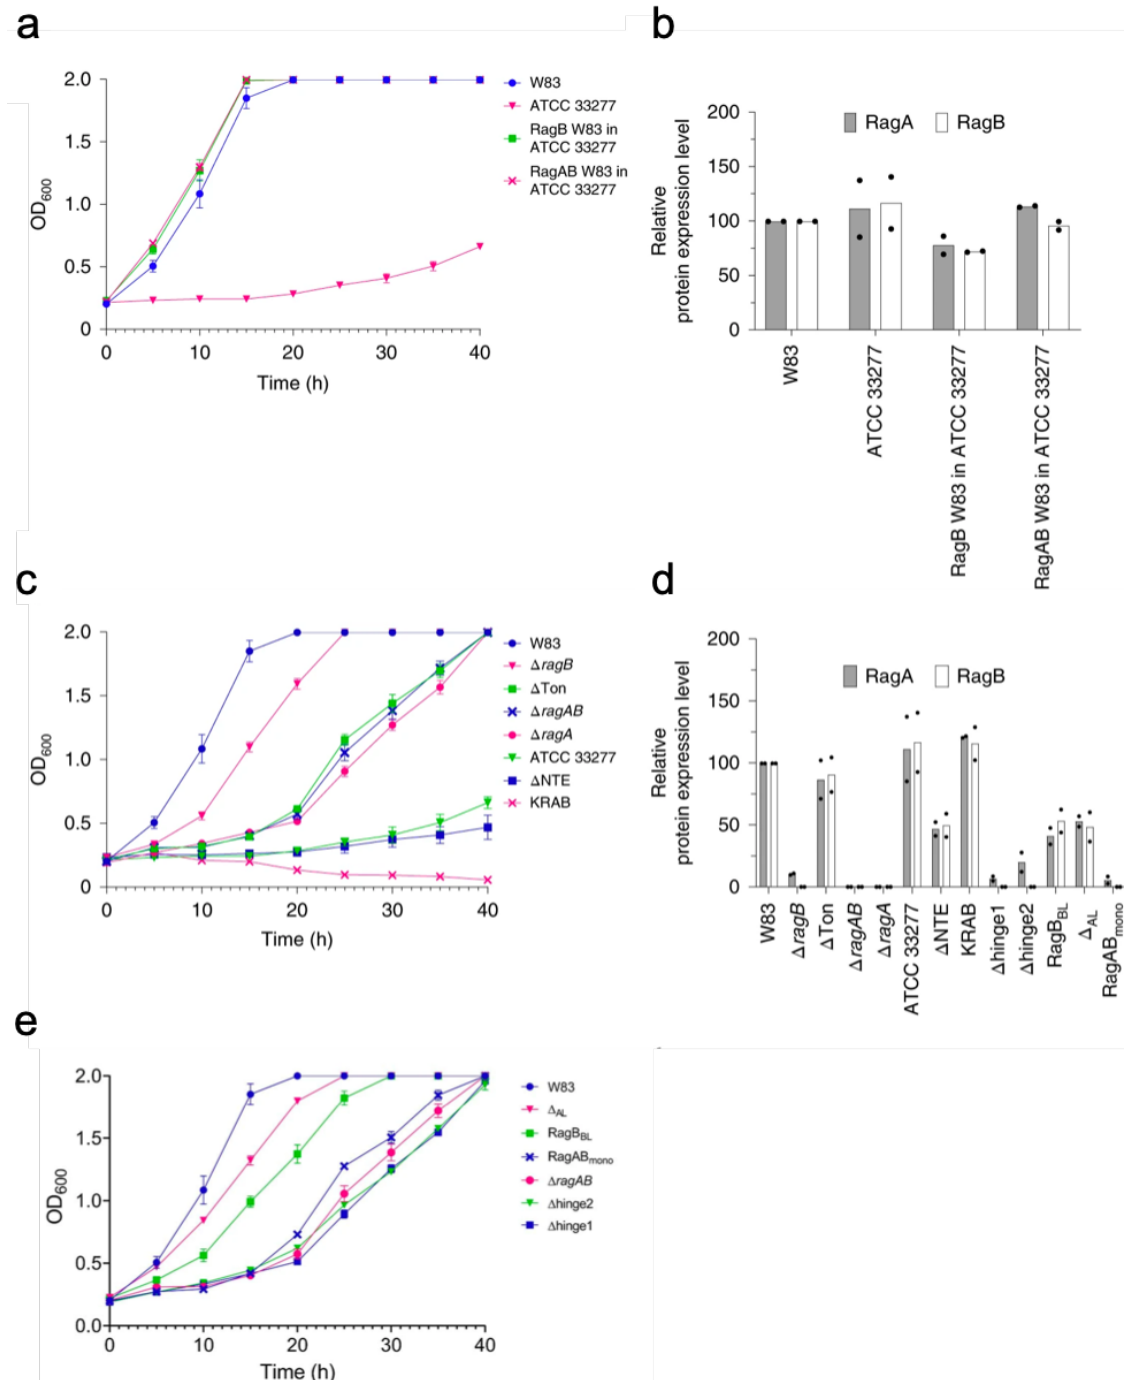 a
2.0
1.5
1.0
0.5
0
OD600
0 10 20 30 40
Time (h)
W83
ATCC 33277
RagB W83 in
ATCC 33277
RagAB W83 in
ATCC 33277
b
200
150
100
50
0
Relative
protein expression level
RagA RagB
W83
ATCC 33277
RagB W83 in ATCC 33277
RagAB W83 in ATCC 33277
c
2.0
1.5
1.0
0.5
0
OD600
0 10 20 30 40
Time (h)
W83
ΔragB
ΔTon
ΔragAB
ΔragA
ATCC 33277
ΔNTE
KRAB
d
200
150
100
50
0
Relative
protein expression level
RagA RagB
W83
ΔragB
ΔTon
ΔragAB
ΔragA
ATCC 33277
ΔNTE
KRAB
Δhinge1
Δhinge2
RagBBL
ΔAL
RagABmono
e
2.0
1.5
1.0
0.5
0.0
OD600
0 10 20 30 40
Time (h)
W83
ΔAL
RagBBL
RagABmono
ΔragAB
Δhinge2
Δhinge1